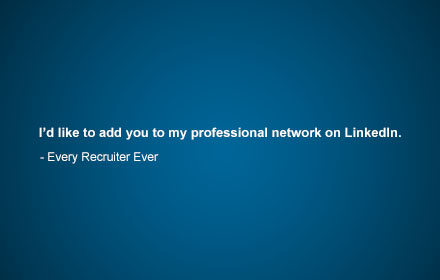 I'd like to add you to my professional network on LinkedIn.
- Every Recruiter Ever